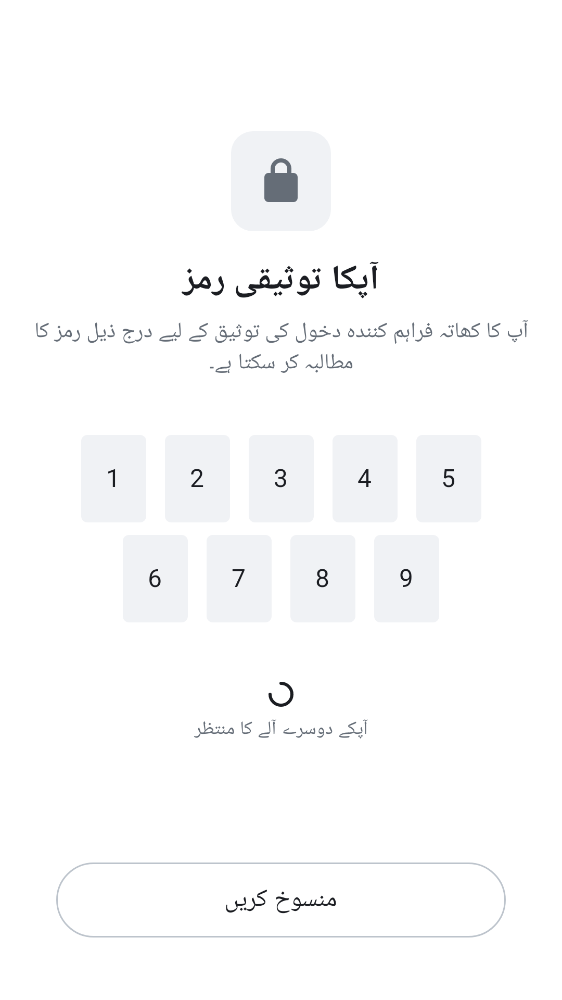 آپکا توثیقی رمز
آپ کا کھاتہ فراہم کنندہ دخول کی توثیق کے لیے درج ذیل رمز کا
مطالبہ کر سکتا ہے۔
1 2 3 4 5
6 7 8 9
آپکے دوسرے آلے کا منتظر
منسوخ کریں